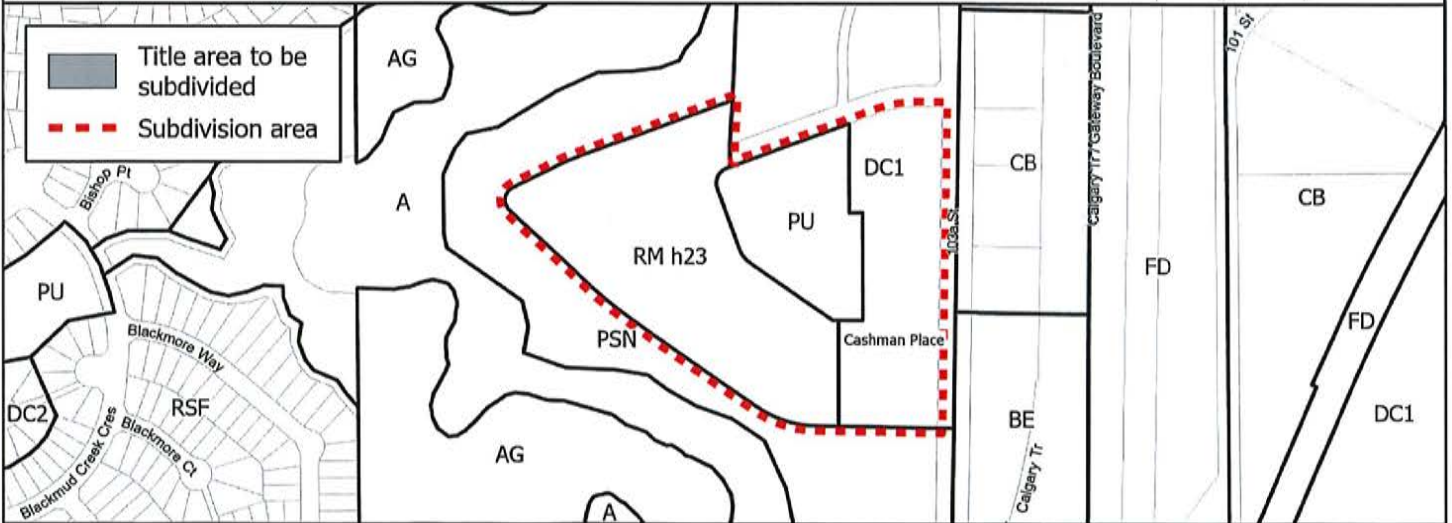 Title area to be
subdivided
Subdivision area
AG
101 St
Calgary Tr / Gateway Boulevard
Bishop Pt
A
DC1
CB
CB
PU
103a St
RM h23
FD
PU
Blackmore Way
PSN
Cashman Place
FD
DC2
RSF
Blackmore Ct
BE
DC1
Blackmud Creek Cres
AG
Calgary Tr
A